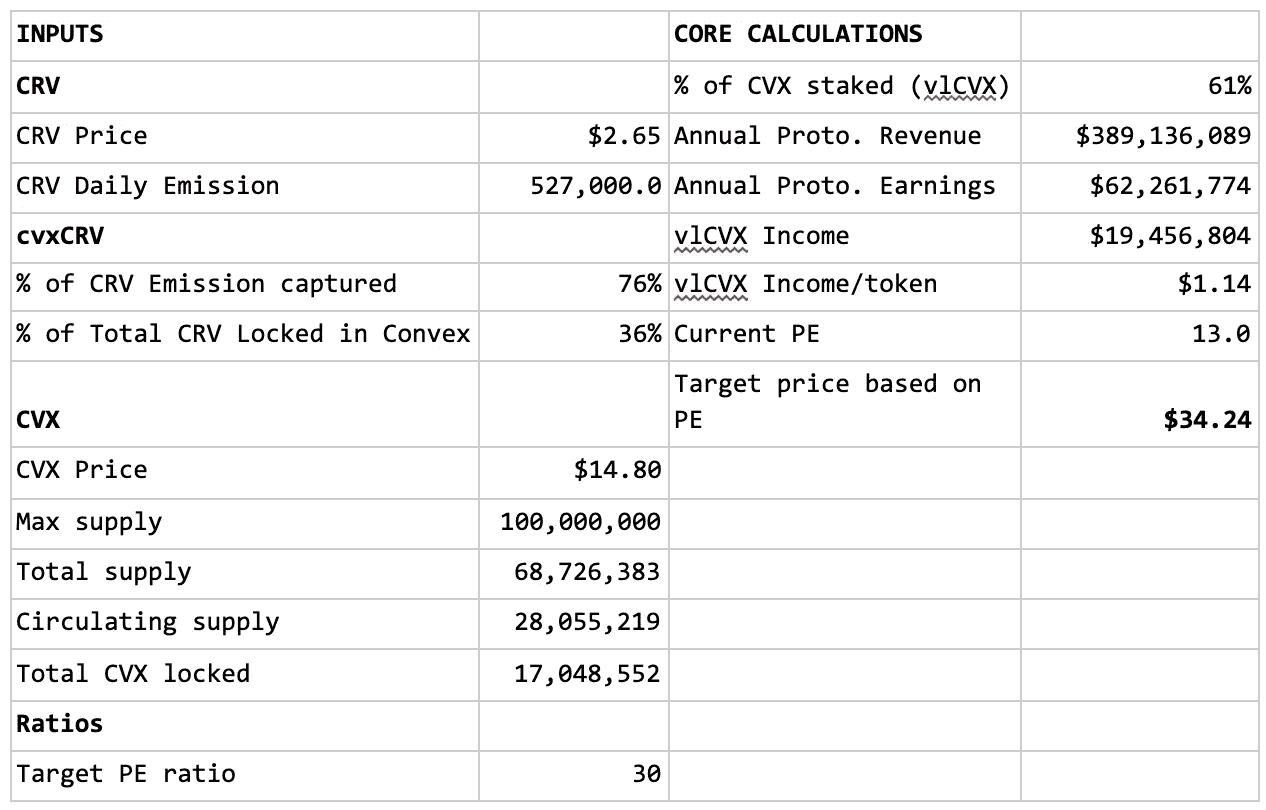 INPUTS CORE CALCULATIONS
CRV % of CVX staked (vlCVX) 61%
CRV Price $2.65 Annual Proto. Revenue $389,136,089
CRV Daily Emission 527,000.0 Annual Proto. Earnings $62,261,774
cvxCRV vlCVX Income $19,456,804
% of CRV Emission captured 76% vlCVX Income/token $1.14
% of Total CRV Locked in Convex 36% Current PE 13.0
Target price based on
CVX PE $34.24
CVX Price $14.80
Max supply 100,000,000
Total supply 68,726,383
Circulating supply 28,055,219
Total CVX locked 17,048,552
Ratios
Target PE ratio 30